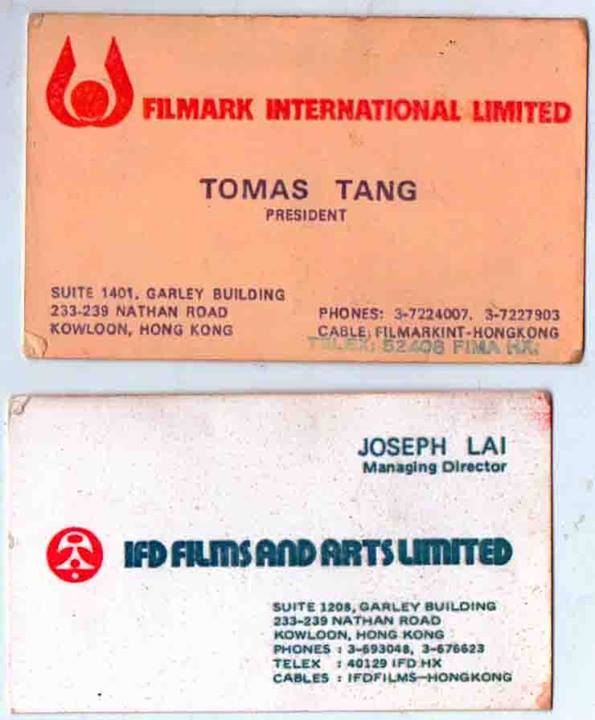 FILMARK INTERNATIONAL LIMITED
TOMAS TANG
PRESIDENT
SUITE 1401, GARLEY BUILDING
233-239 NATHAN ROAD
KOWLOON, HONG KONG
PHONES: 3-7224007, 3-7227903
CABLE: FILMARKINT-HONGKONG
TELEX: 52408 FIMA HX.
JOSEPH LAI
Managing Director
IFD FILMS AND ARTS LIMITED
SUITE 1208, GARLEY BUILDING
233-239 NATHAN ROAD
KOWLOON, HONG KONG
PHONES : 3-693048, 3-676623
TELEX : 40129 IFD HX
CABLES : IFDFILMS-HONGKONG